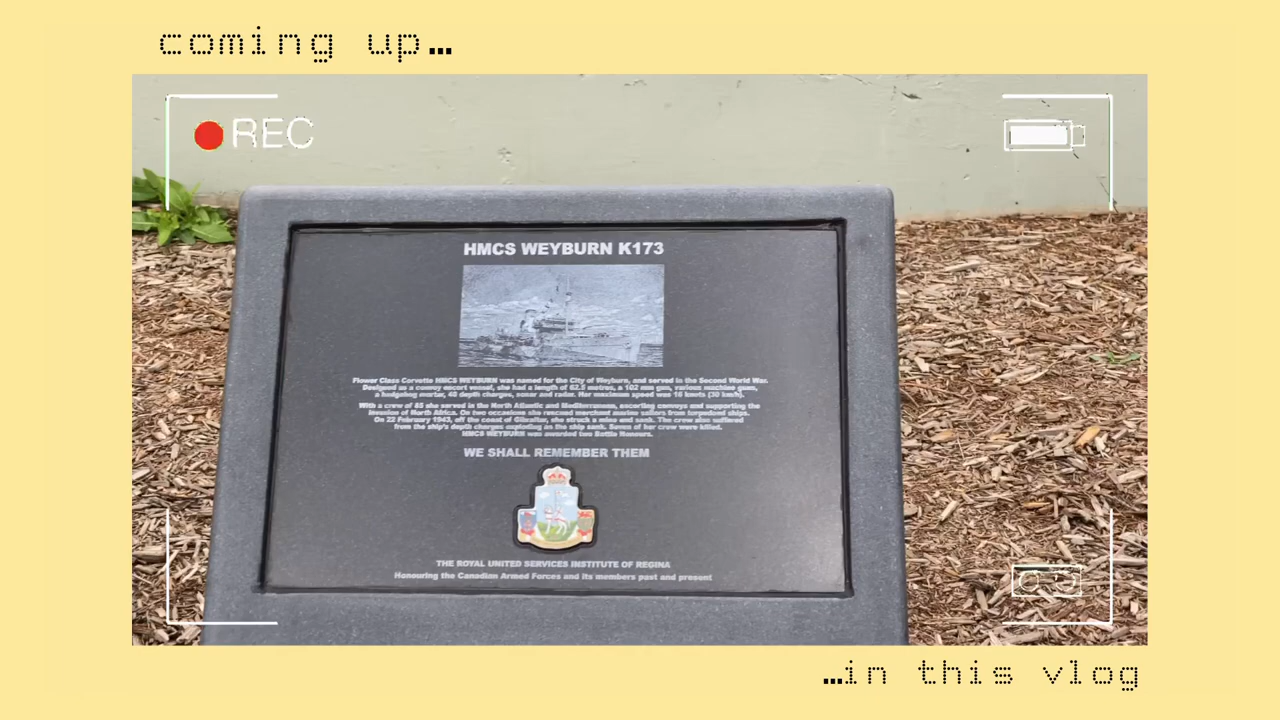 coming up…
REC
HMCS WEYBURN K173
Flower Class Corvette HMCS WEYBURN was named for the City of Weyburn, and served in the Second World War.
Designed as a convoy escort vessel, she had a length of 62.5 metres, a 102 mm gun, various machine guns,
a hedgehog mortar, 40 depth charges, sonar and radar. Her maximum speed was 16 knots (30 km/h).
With a crew of 85 she served in the North Atlantic and Mediterranean, escorting convoys and supporting the
invasion of North Africa. On two occasions she rescued merchant marine sailors from torpedoed ships.
On 22 February 1943, off the coast of Gibraltar, she struck a mine and sank. The crew also suffered
from the ship's depth charges exploding as the ship sank. Seven of her crew were killed.
HMCS WEYBURN was awarded two Battle Honours.
WE SHALL REMEMBER THEM
THE ROYAL UNITED SERVICES INSTITUTE OF REGINA
Honouring the Canadian Armed Forces and its members past and present
…in this vlog